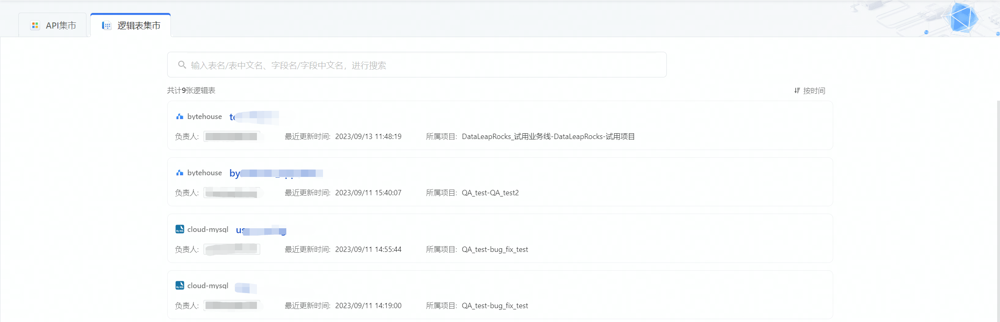 API集市 逻辑表集市
输入表名/表中文名、字段名/字段中文名，进行搜索
共计9张逻辑表 按时间
bytehouse
负责人: 最近更新时间: 2023/09/13 11:48:19 所属项目: DataLeapRocks_试用业务线-DataLeapRocks-试用项目
bytehouse by
负责人: 最近更新时间: 2023/09/11 15:40:07 所属项目: QA_test-QA_test2
cloud-mysql
负责人: 最近更新时间: 2023/09/11 14:55:44 所属项目: QA_test-bug_fix_test
cloud-mysql
负责人: 最近更新时间: 2023/09/11 14:19:00 所属项目: QA_test-bug_fix_test